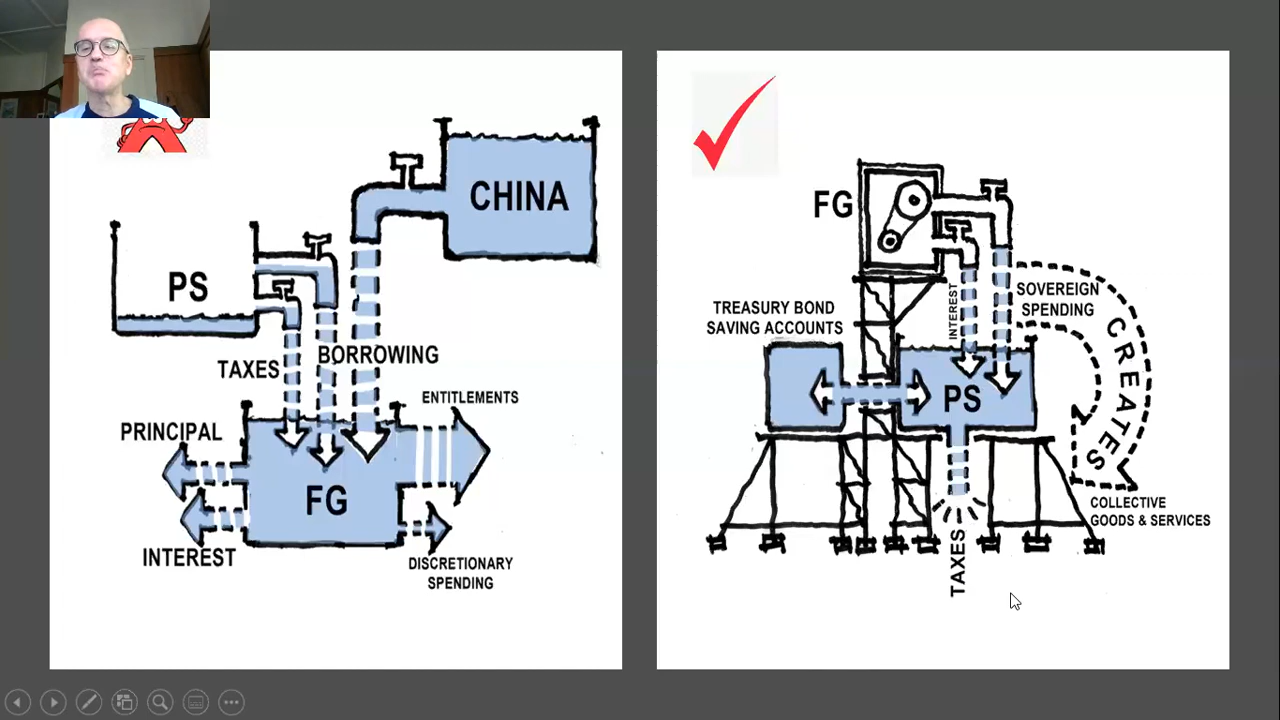 CHINA
PS
TAXES
BORROWING
ENTITLEMENTS
PRINCIPAL
FG
INTEREST
DISCRETIONARY
SPENDING
FG
INTEREST
SOVEREIGN
SPENDING
CREATES
TREASURY BOND
SAVING ACCOUNTS
PS
COLLECTIVE
GOODS & SERVICES
TAXES